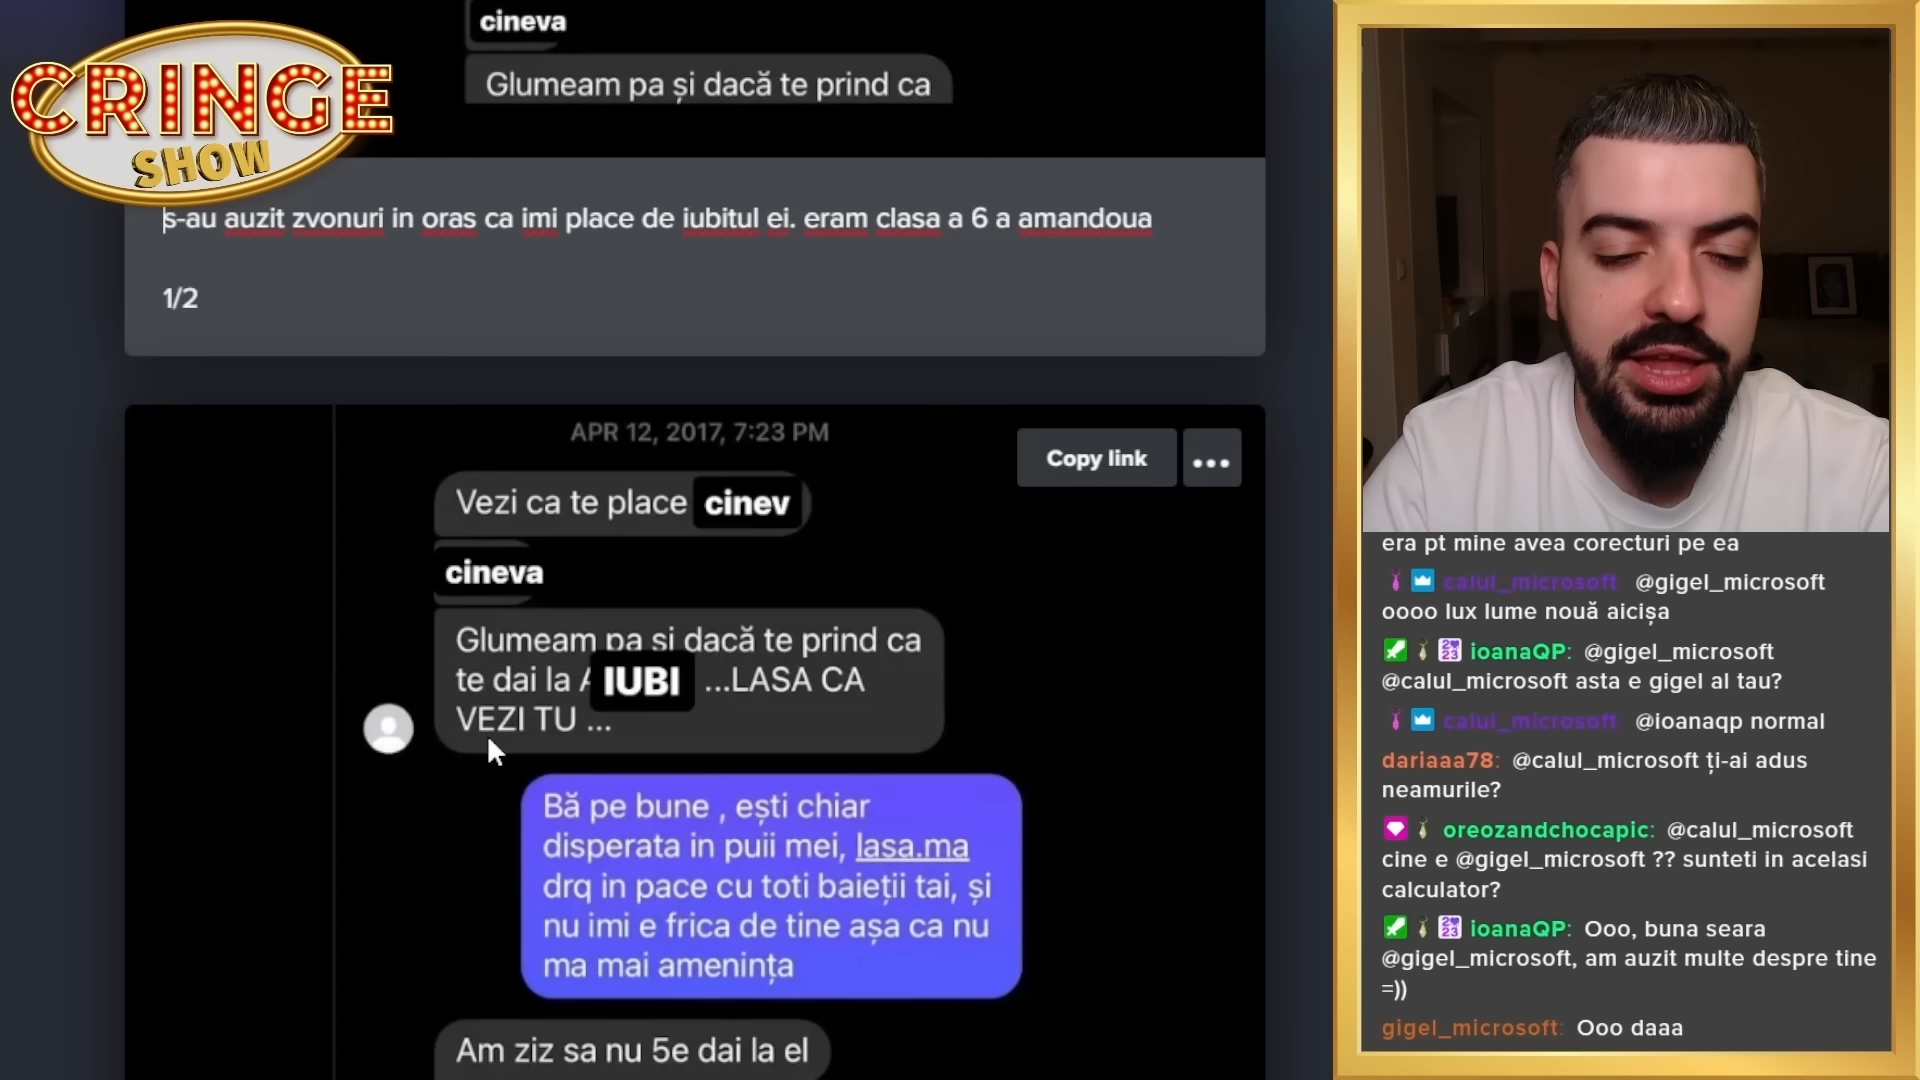 CRINGE
SHOW
cineva
Glumeam pa și dacă te prind ca
s-au auzit zvonuri in oras ca imi place de iubitul ei. eram clasa a 6 a amandoua
1/2
APR 12, 2017, 7:23 PM
Copy link
...
Vezi ca te place cinev
cineva
Glumeam pa si dacă te prind ca
te dai la A IUBI ...LASA CA
VEZI TU ...
Bă pe bune , ești chiar
disperata in puii mei, lasa.ma
drq in pace cu toti baieții tai, și
nu imi e frica de tine așa ca nu
ma mai amenința
Am ziz sa nu 5e dai la el
era pt mine avea corecturi pe ea
calul_microsoft @gigel_microsoft
oooo lux lume nouă aicișa
ioanaQP: @gigel_microsoft
@calul_microsoft asta e gigel al tau?
calul_microsoft @ioanaqp normal
dariaaa78: @calul_microsoft ți-ai adus
neamurile?
oreozandchocapic: @calul_microsoft
cine e @gigel_microsoft ?? sunteti in acelasi
calculator?
ioanaQP: Ooo, buna seara
@gigel_microsoft, am auzit multe despre tine
=))
gigel_microsoft: Ooo daaa